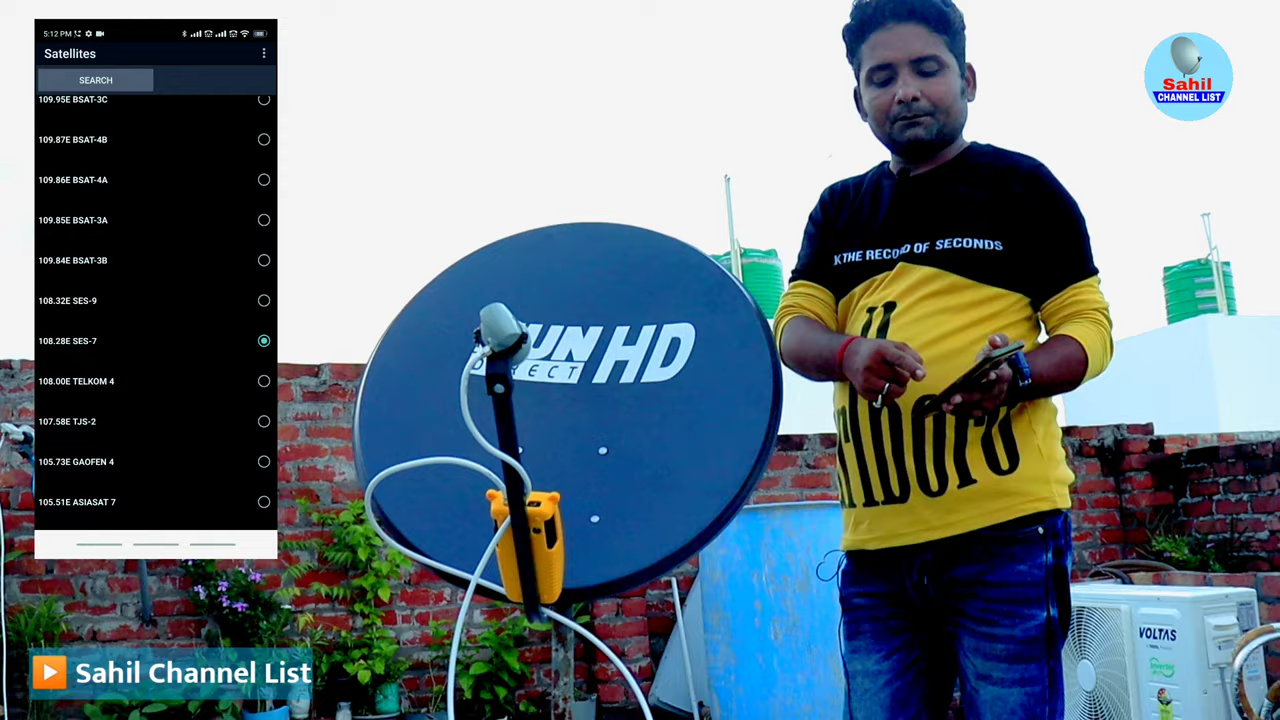 5:12 PM
Satellites
SEARCH
109.95E BSAT-3C
109.87E BSAT-4B
109.86E BSAT-4A
109.85E BSAT-3A
109.84E BSAT-3B
108.32E SES-9
108.28E SES-7
108.00E TELKOM 4
107.58E TJS-2
105.73E GAOFEN 4
105.51E ASIASAT 7
Sahil
CHANNEL LIST
K THE RECORD OF SECONDS
SUN HD
DIRECT
Marlboro
VOLTAS
Inverter
Sahil Channel List